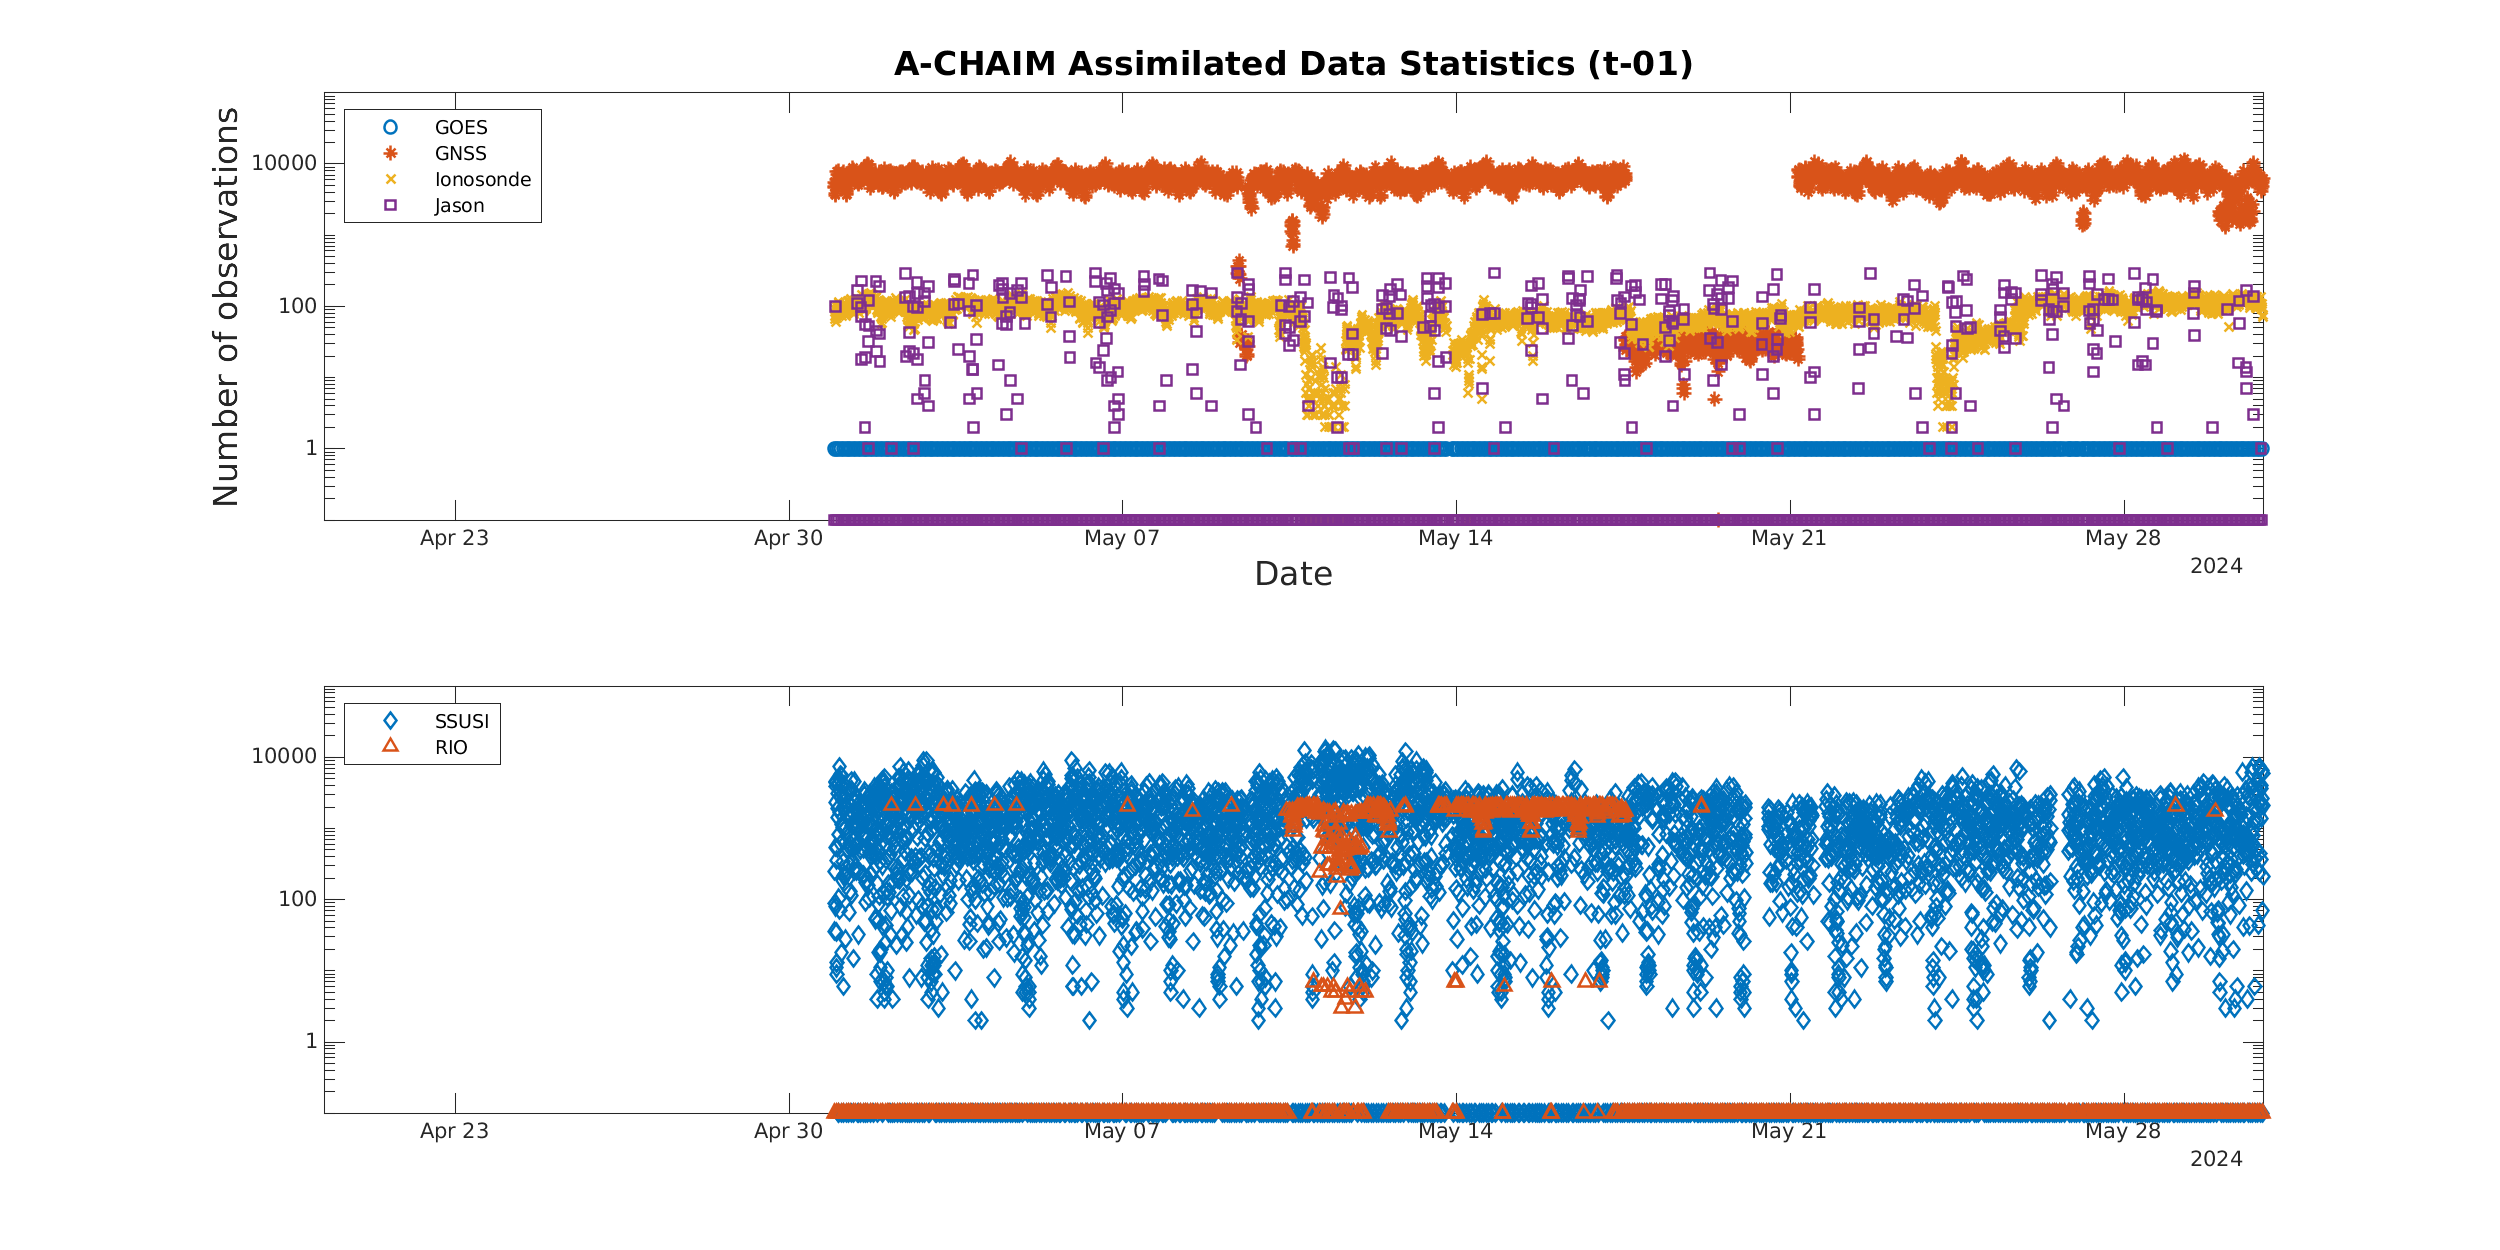 A-CHAIM Assimilated Data Statistics (t-01)
Number of observations
10000
100
1
GOES
GNSS
Ionosonde
Jason
Apr 23
Apr 30
May 07
May 14
May 21
May 28
2024
Date
10000
100
1
SSUSI
RIO
Apr 23
Apr 30
May 07
May 14
May 21
May 28
2024